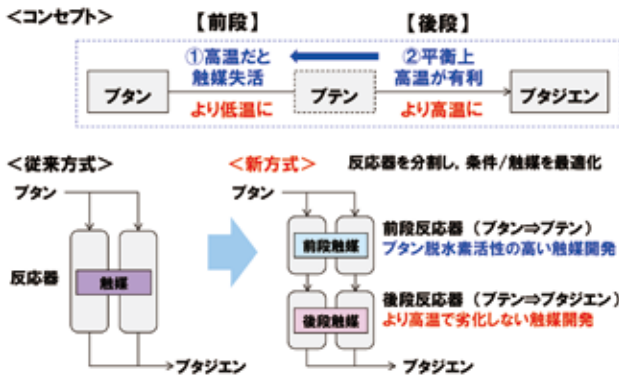 ＜コンセプト＞
【前段】
【後段】
①高温だと
触媒失活
②平衡上
高温が有利
ブタン
ブテン
ブタジエン
より低温に
より高温に
＜従来方式＞
＜新方式＞
反応器を分割し，条件/触媒を最適化
ブタン
ブタン
反応器
触媒
前段触媒
前段反応器（ブタン⇒ブテン）
ブタン脱水素活性の高い触媒開発
後段触媒
後段反応器（ブテン⇒ブタジエン）
より高温で劣化しない触媒開発
ブタジエン
ブタジエン